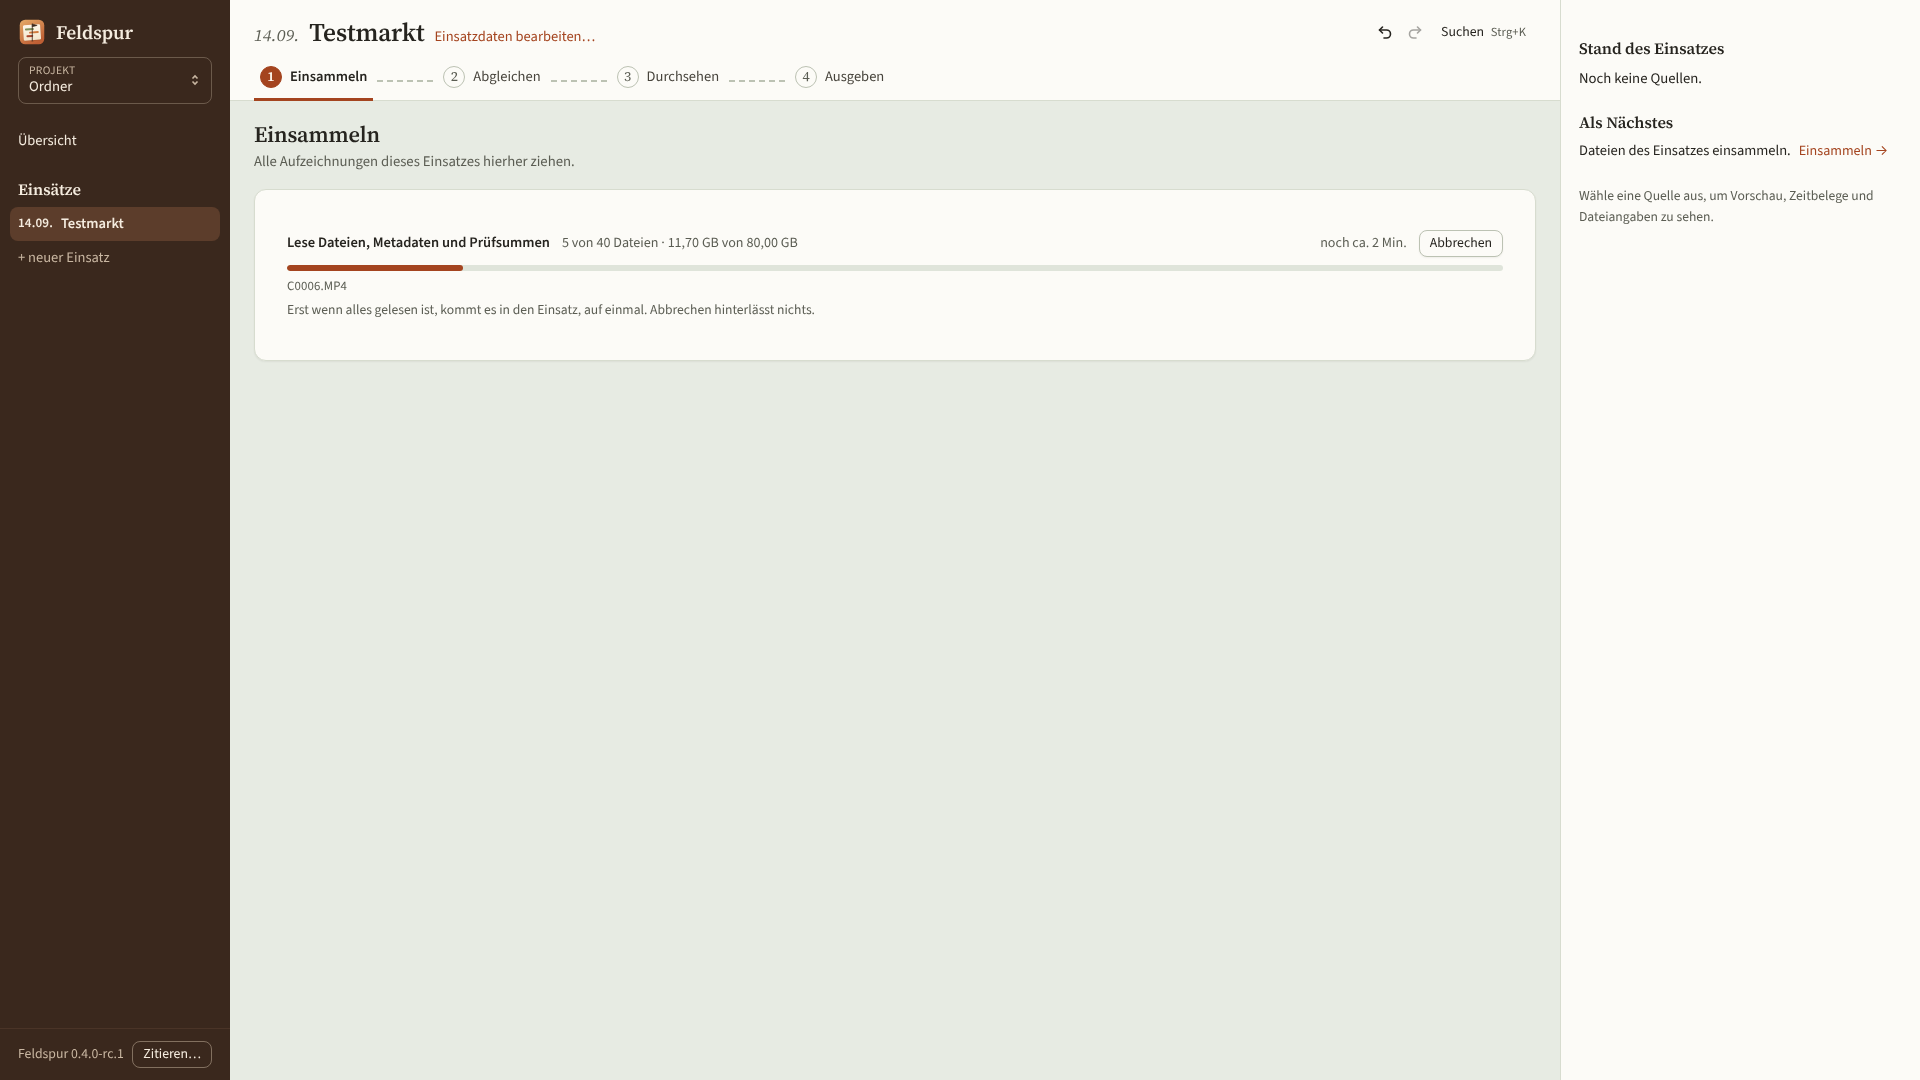 Feldspur
PROJEKT
Ordner
Übersicht
Einsätze
14.09. Testmarkt
+ neuer Einsatz
Feldspur 0.4.0-rc.1 Zitieren…
14.09. Testmarkt Einsatzdaten bearbeiten…
Suchen Strg+K
1 Einsammeln 2 Abgleichen 3 Durchsehen 4 Ausgeben
Einsammeln
Alle Aufzeichnungen dieses Einsatzes hierher ziehen.
Lese Dateien, Metadaten und Prüfsummen 5 von 40 Dateien · 11,70 GB von 80,00 GB noch ca. 2 Min. Abbrechen
C0006.MP4
Erst wenn alles gelesen ist, kommt es in den Einsatz, auf einmal. Abbrechen hinterlässt nichts.
Stand des Einsatzes
Noch keine Quellen.
Als Nächstes
Dateien des Einsatzes einsammeln. Einsammeln →
Wähle eine Quelle aus, um Vorschau, Zeitbelege und
Dateiangaben zu sehen.